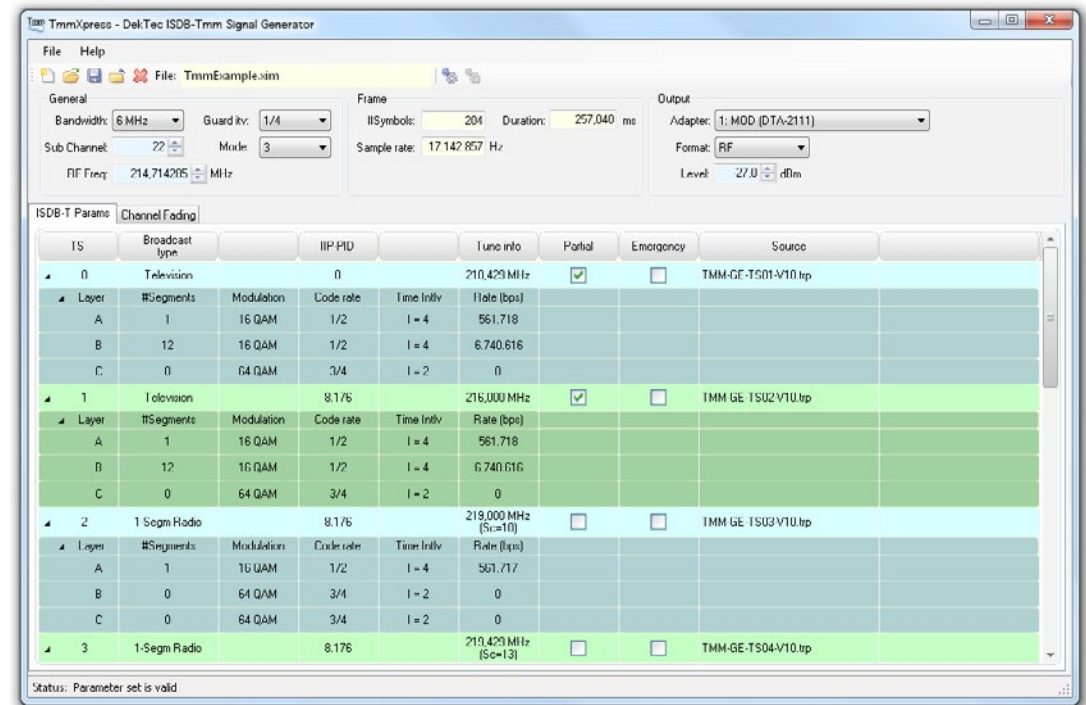 TmmXpress - DekTec ISDB-Tmm Signal Generator
File Help
File: TmmExample.xim
General Frame Output
Bandwidth: 6 MHz Guard itv: 1/4 #Symbols: 204 Duration: 257,040 ms Adapter: 1: MOD (DTA-2111)
Sub Channel: 22 Mode: 3 Sample rate: 17.142.857 Hz Format: RF
RF Freq: 214,714285 MHz Level: -27.0 dBm
ISDB-T Params Channel Fading
TS Broadcast type IIP PID Tune info Partial Emergency Source
0 Television 0 210,429 MHz TMM-GE-TS01-V10.trp
Layer #Segments Modulation Code rate Time Intlv Rate (bps)
A 1 16 QAM 1/2 I = 4 561.718
B 12 16 QAM 1/2 I = 4 6.740.616
C 0 64 QAM 3/4 I = 2 0
1 Television 8.176 216,000 MHz TMM-GE-TS02-V10.trp
Layer #Segments Modulation Code rate Time Intlv Rate (bps)
A 1 16 QAM 1/2 I = 4 561.718
B 12 16 QAM 1/2 I = 4 6.740.616
C 0 64 QAM 3/4 I = 2 0
2 1-Segm Radio 8.176 219,000 MHz (Sc=10) TMM-GE-TS03-V10.trp
Layer #Segments Modulation Code rate Time Intlv Rate (bps)
A 1 16 QAM 1/2 I = 4 561.717
B 0 64 QAM 3/4 I = 2 0
C 0 64 QAM 3/4 I = 2 0
3 1-Segm Radio 8.176 219,429 MHz (Sc=13) TMM-GE-TS04-V10.trp
Status: Parameter set is valid